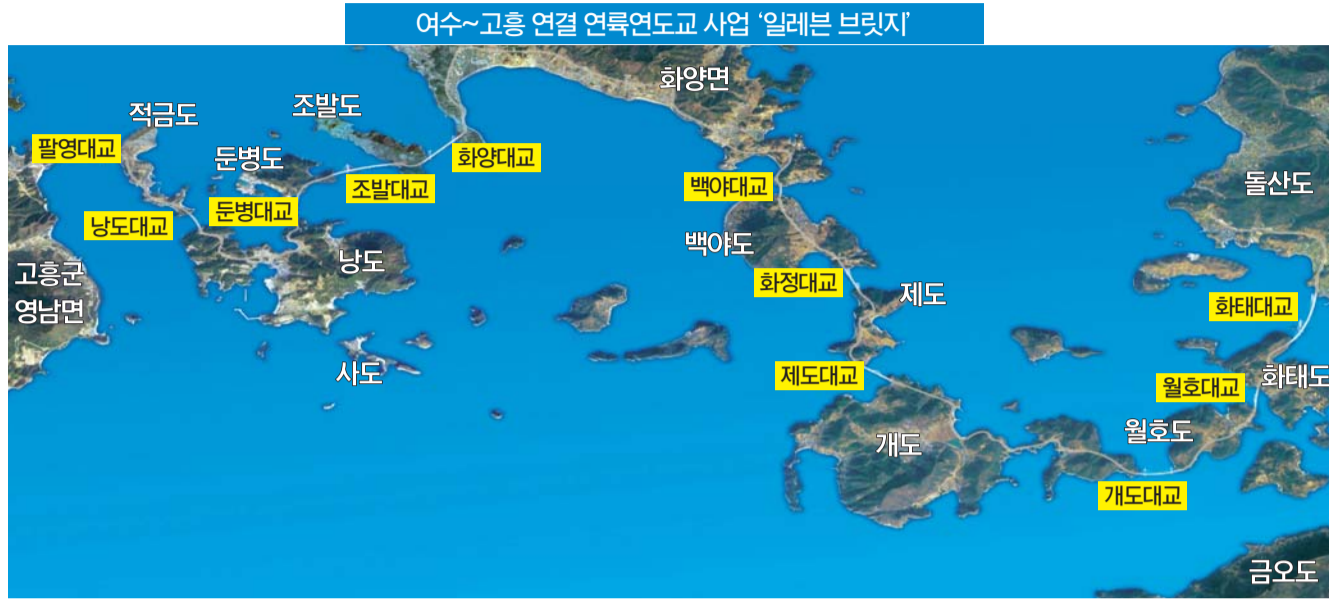 여수~고흥 연결 연륙연도교 사업 ‘일레븐 브릿지’
화양면
조발도
적금도
팔영대교
둔병도
화양대교
조발대교
백야대교
돌산도
둔병대교
낭도대교
백야도
낭도
고흥군
영남면
화정대교
제도
화태대교
사도
제도대교
화태도
월호대교
월호도
개도
개도대교
금오도